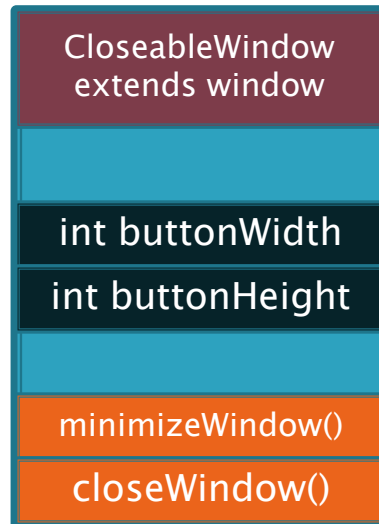 CloseableWindow
extends window
int buttonWidth
int buttonHeight
minimizeWindow()
closeWindow()